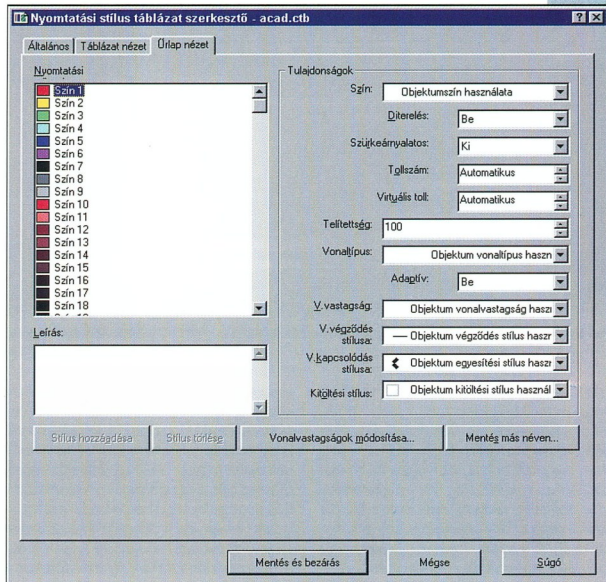 Nyomtatási stílus táblázat szerkesztő - acad.ctb
Általános Táblázat nézet Űrlap nézet
Nyomtatási
Szín 1
Szín 2
Szín 3
Szín 4
Szín 5
Szín 6
Szín 7
Szín 8
Szín 9
Szín 10
Szín 11
Szín 12
Szín 13
Szín 14
Szín 15
Szín 16
Szín 17
Szín 18
Leírás:
Tulajdonságok
Szín: Objektumszín használata
Diterelés: Be
Szürkeárnyalatos: Ki
Tollszám: Automatikus
Virtuális toll: Automatikus
Telítettség: 100
Vonaltípus: Objektum vonaltípus haszn
Adaptív: Be
V.vastagság: Objektum vonalvastagság haszn
V.végződés stílusa: Objektum végződés stílus haszn
V.kapcsolódás stílusa: Objektum egyesítési stílus haszn
Kitöltési stílus: Objektum kitöltési stílus használ
Stílus hozzáadása Stílus törlése Vonalvastagságok módosítása... Mentés más néven...
Mentés és bezárás Mégse Súgó